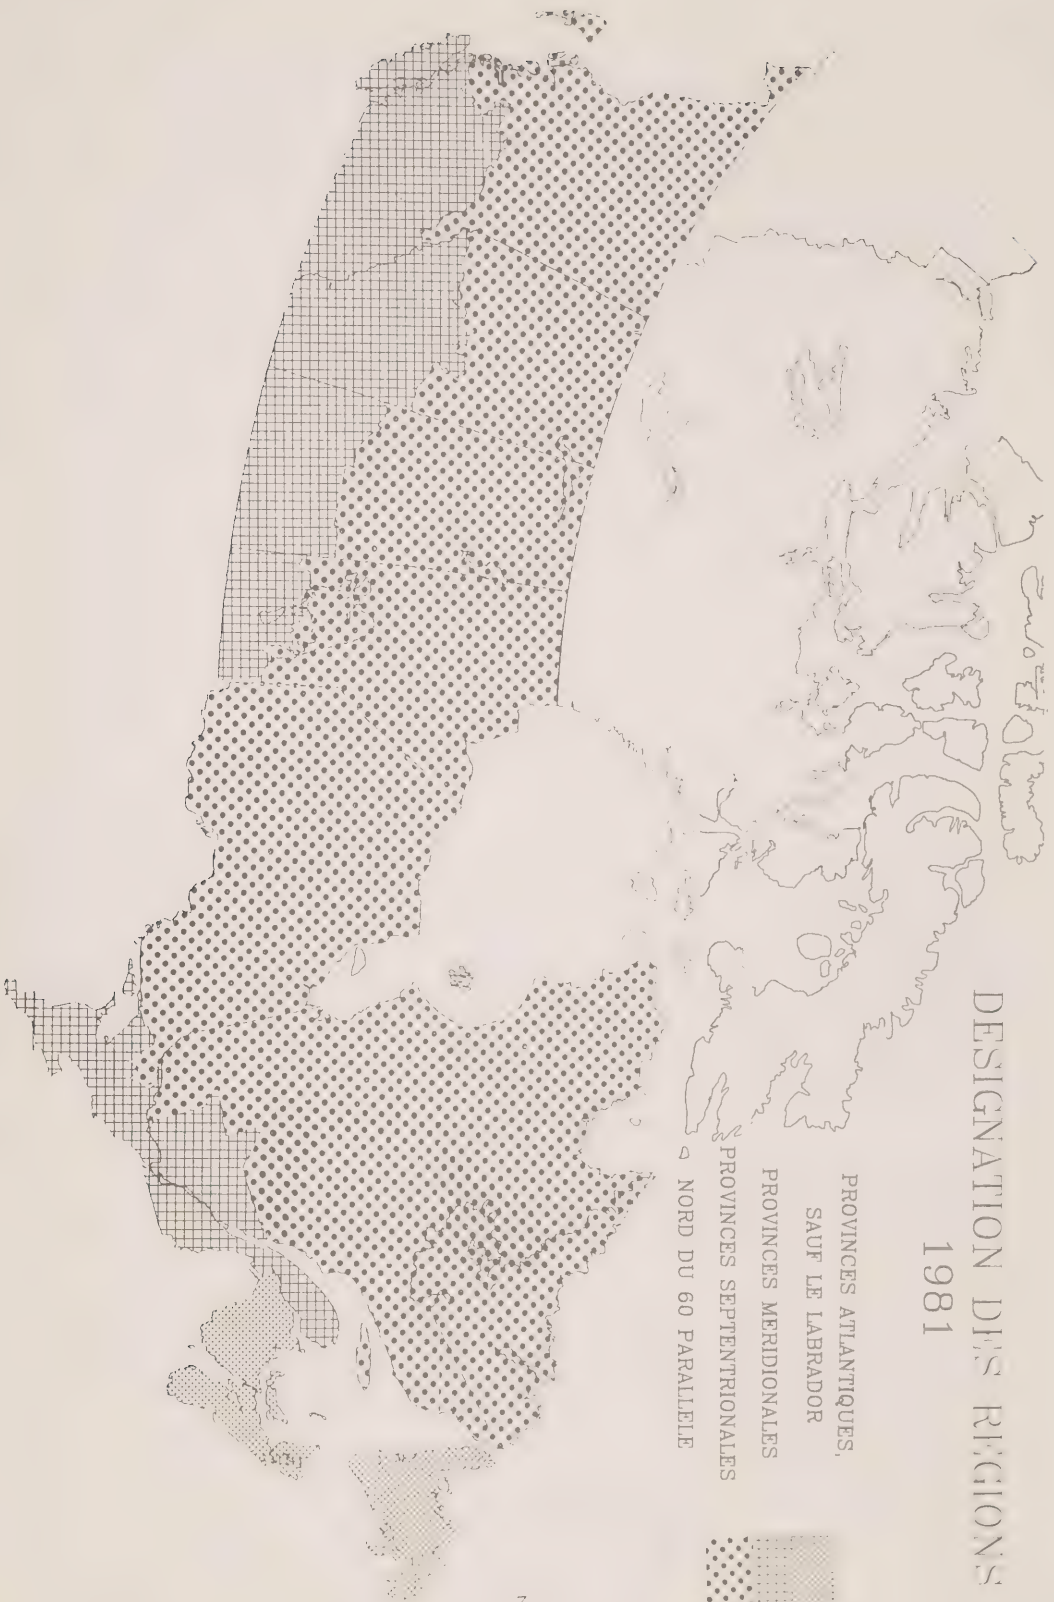 DESIGNATION DES REGIONS
1981
PROVINCES ATLANTIQUES,
SAUF LE LABRADOR
PROVINCES MERIDIONALES
PROVINCES SEPTENTRIONALES
NORD DU 60 PARALLELE